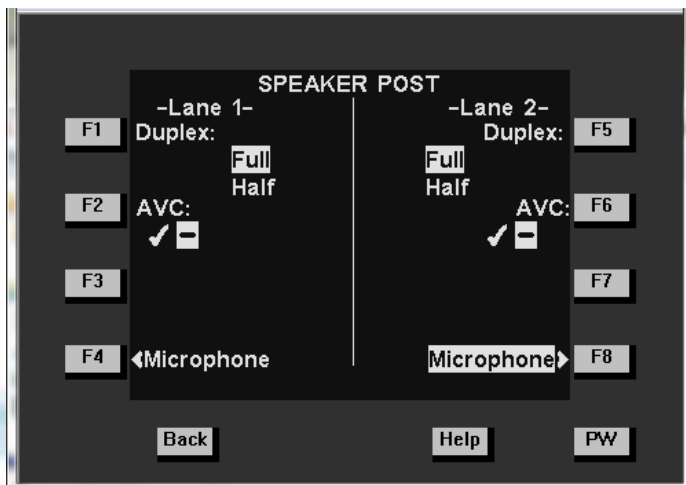 SPEAKER POST
-Lane 1- -Lane 2-
F1 Duplex: Duplex: F5
Full Full
Half Half
F2 AVC: AVC: F6
✓ - ✓ -
F3 F7
F4 Microphone Microphone F8
Back Help PW